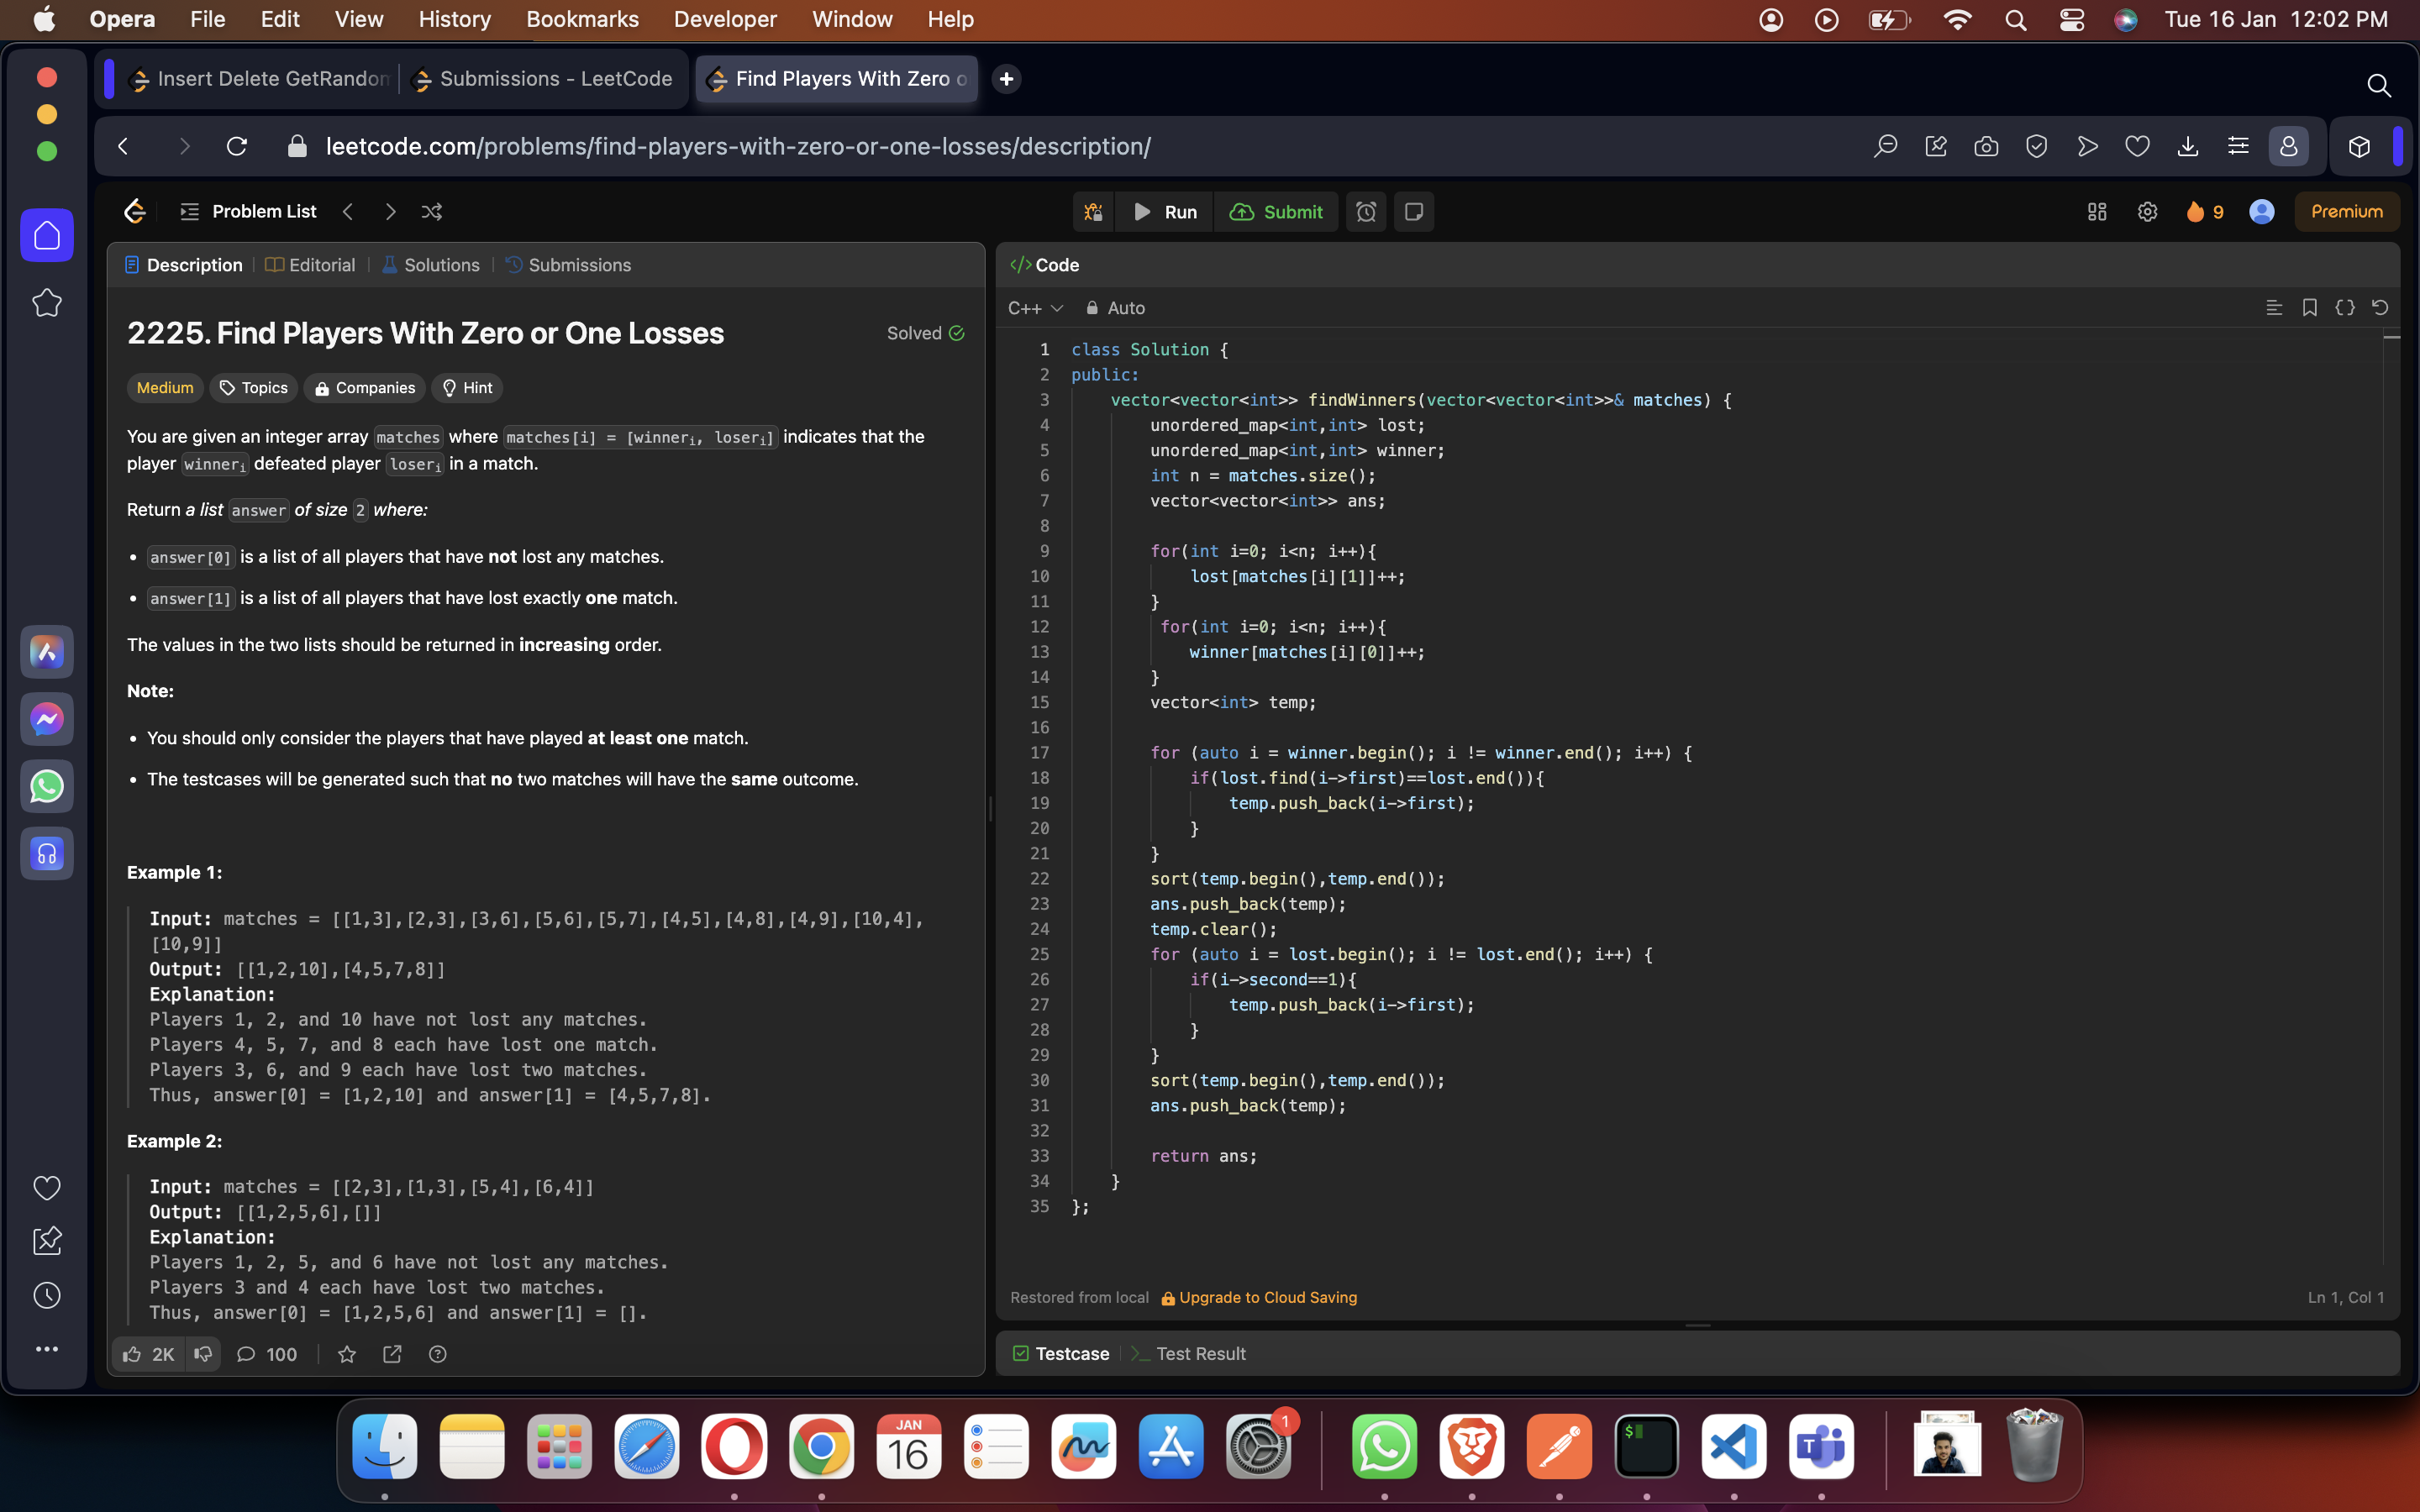 Opera File Edit View History Bookmarks Developer Window Help Tue 16 Jan 12:02 PM
Insert Delete GetRandom Submissions - LeetCode Find Players With Zero o
leetcode.com/problems/find-players-with-zero-or-one-losses/description/
Problem List Run Submit 9 Premium
Description Editorial Solutions Submissions
2225. Find Players With Zero or One Losses
Solved
Medium Topics Companies Hint
You are given an integer array matches where matches[i] = [winneri, loseri] indicates that the
player winneri defeated player loseri in a match.
Return a list answer of size 2 where:
• answer[0] is a list of all players that have not lost any matches.
• answer[1] is a list of all players that have lost exactly one match.
The values in the two lists should be returned in increasing order.
Note:
• You should only consider the players that have played at least one match.
• The testcases will be generated such that no two matches will have the same outcome.
Example 1:
Input: matches = [[1,3],[2,3],[3,6],[5,6],[5,7],[4,5],[4,8],[4,9],[10,4],
[10,9]]
Output: [[1,2,10],[4,5,7,8]]
Explanation:
Players 1, 2, and 10 have not lost any matches.
Players 4, 5, 7, and 8 each have lost one match.
Players 3, 6, and 9 each have lost two matches.
Thus, answer[0] = [1,2,10] and answer[1] = [4,5,7,8].
Example 2:
Input: matches = [[2,3],[1,3],[5,4],[6,4]]
Output: [[1,2,5,6],[]]
Explanation:
Players 1, 2, 5, and 6 have not lost any matches.
Players 3 and 4 each have lost two matches.
Thus, answer[0] = [1,2,5,6] and answer[1] = [].
2K 100
</> Code
C++ Auto
1 class Solution {
2 public:
3 vector<vector<int>> findWinners(vector<vector<int>>& matches) {
4 unordered_map<int,int> lost;
5 unordered_map<int,int> winner;
6 int n = matches.size();
7 vector<vector<int>> ans;
8
9 for(int i=0; i<n; i++){
10 lost[matches[i][1]]++;
11 }
12 for(int i=0; i<n; i++){
13 winner[matches[i][0]]++;
14 }
15 vector<int> temp;
16
17 for (auto i = winner.begin(); i != winner.end(); i++) {
18 if(lost.find(i->first)==lost.end()){
19 temp.push_back(i->first);
20 }
21 }
22 sort(temp.begin(),temp.end());
23 ans.push_back(temp);
24 temp.clear();
25 for (auto i = lost.begin(); i != lost.end(); i++) {
26 if(i->second==1){
27 temp.push_back(i->first);
28 }
29 }
30 sort(temp.begin(),temp.end());
31 ans.push_back(temp);
32
33 return ans;
34 }
35 };
Restored from local Upgrade to Cloud Saving Ln 1, Col 1
Testcase Test Result
JAN
16
1
$
T